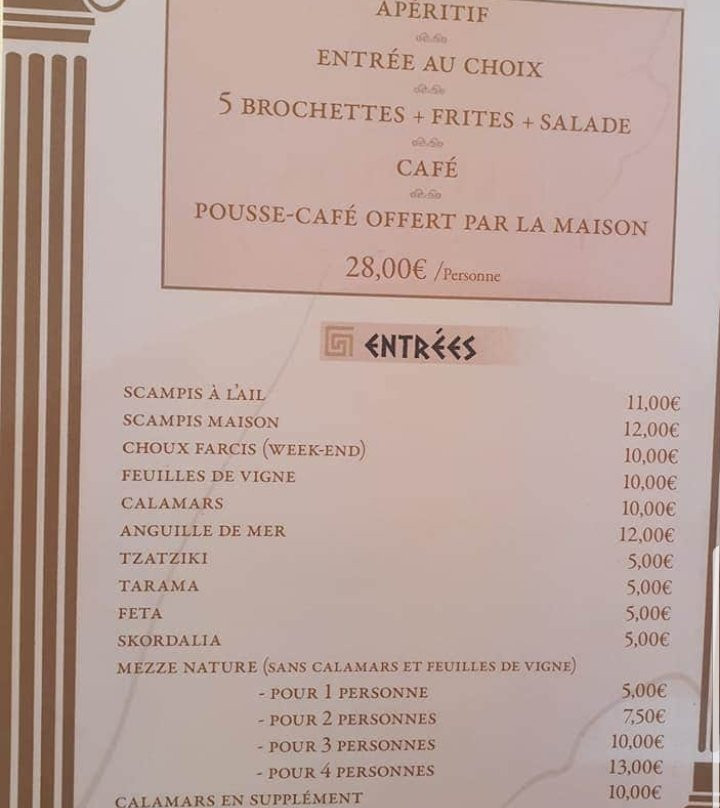 APÉRITIF
ENTRÉE AU CHOIX
5 BROCHETTES + FRITES + SALADE
CAFÉ
POUSSE-CAFÉ OFFERT PAR LA MAISON
28,00€ /Personne
ENTRÉES
SCAMPIS À L'AIL 11,00€
SCAMPIS MAISON 12,00€
CHOUX FARCIS (WEEK-END) 10,00€
FEUILLES DE VIGNE 10,00€
CALAMARS 10,00€
ANGUILLE DE MER 12,00€
TZATZIKI 5,00€
TARAMA 5,00€
FETA 5,00€
SKORDALIA 5,00€
MEZZE NATURE (SANS CALAMARS ET FEUILLES DE VIGNE)
- POUR 1 PERSONNE 5,00€
- POUR 2 PERSONNES 7,50€
- POUR 3 PERSONNES 10,00€
- POUR 4 PERSONNES 13,00€
CALAMARS EN SUPPLÉMENT 10,00€